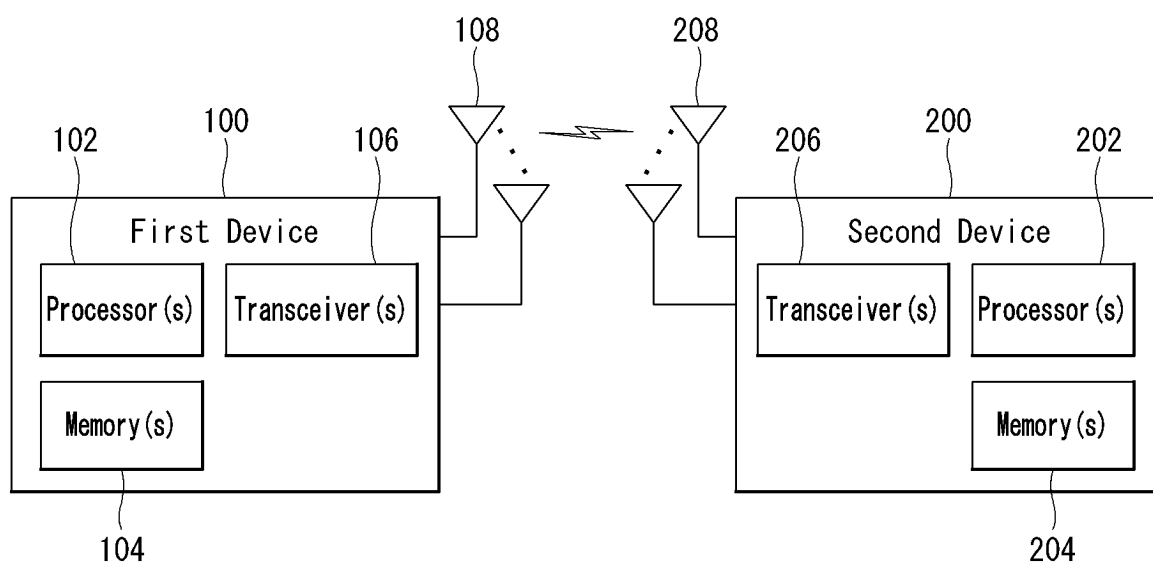 108
208
100
200
102
106
206
202
First Device
Second Device
Processor(s)
Transceiver(s)
Transceiver(s)
Processor(s)
Memory(s)
Memory(s)
104
204